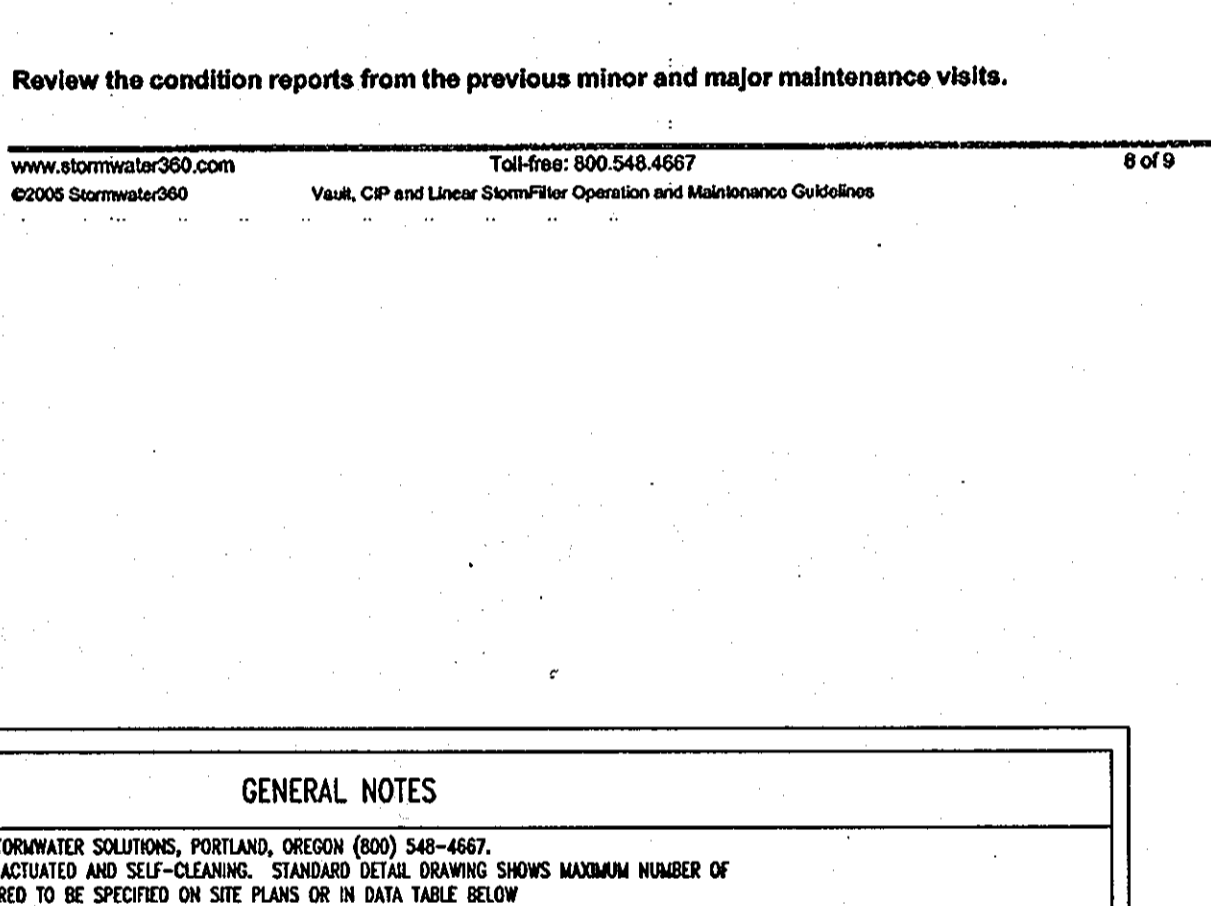 Review the condition reports from the previous minor and major maintenance visits.
www.stormwater360.com Toll-free: 800.548.4667 8 of 9
©2005 Stormwater360 Vault, CIP and Linear StormFilter Operation and Maintenance Guidelines
GENERAL NOTES
TORMWATER SOLUTIONS, PORTLAND, OREGON (800) 548-4667.
ACTUATED AND SELF-CLEANING. STANDARD DETAIL DRAWING SHOWS MAXIMUM NUMBER OF
RED TO BE SPECIFIED ON SITE PLANS OR IN DATA TABLE BELOW